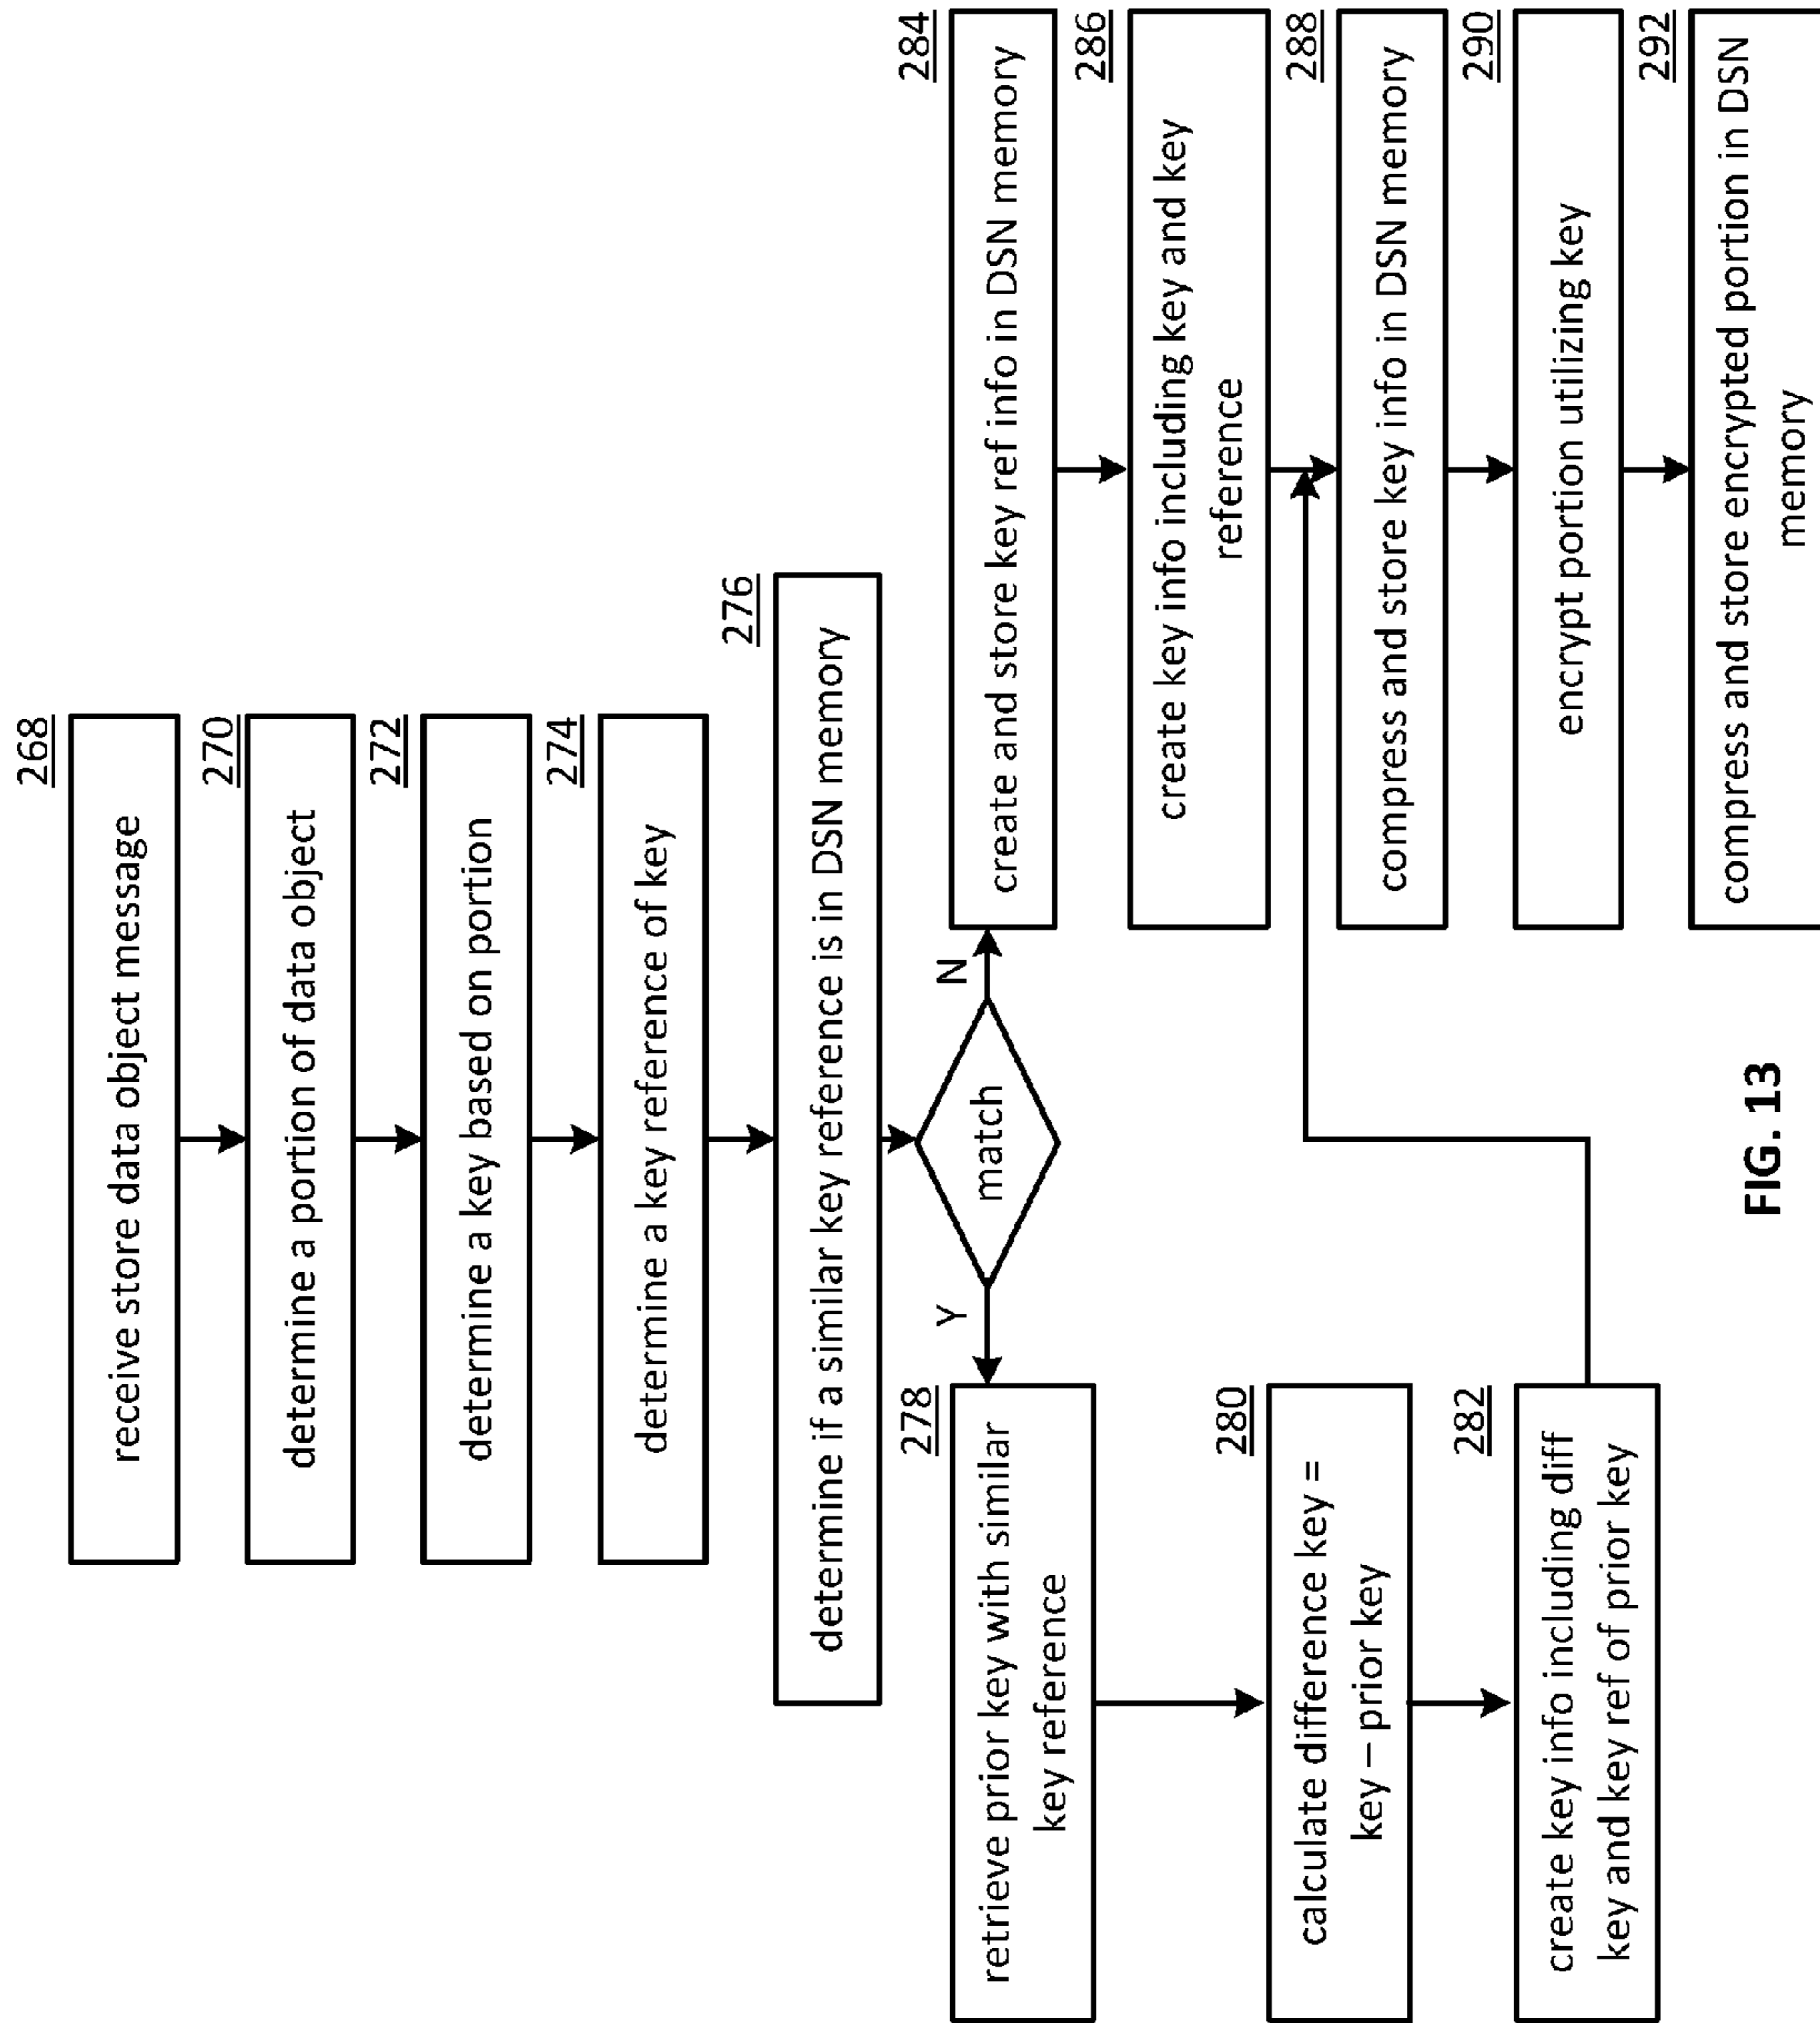 268
receive store data object message
270
determine a portion of data object
272
determine a key based on portion
274
determine a key reference of key
276
determine if a similar key reference is in DSN memory
match
Y
N
278
retrieve prior key with similar
key reference
280
calculate difference key =
key – prior key
282
create key info including diff
key and key ref of prior key
284
create and store key ref info in DSN memory
286
create key info including key and key
reference
288
compress and store key info in DSN memory
290
encrypt portion utilizing key
292
compress and store encrypted portion in DSN
memory
FIG. 13